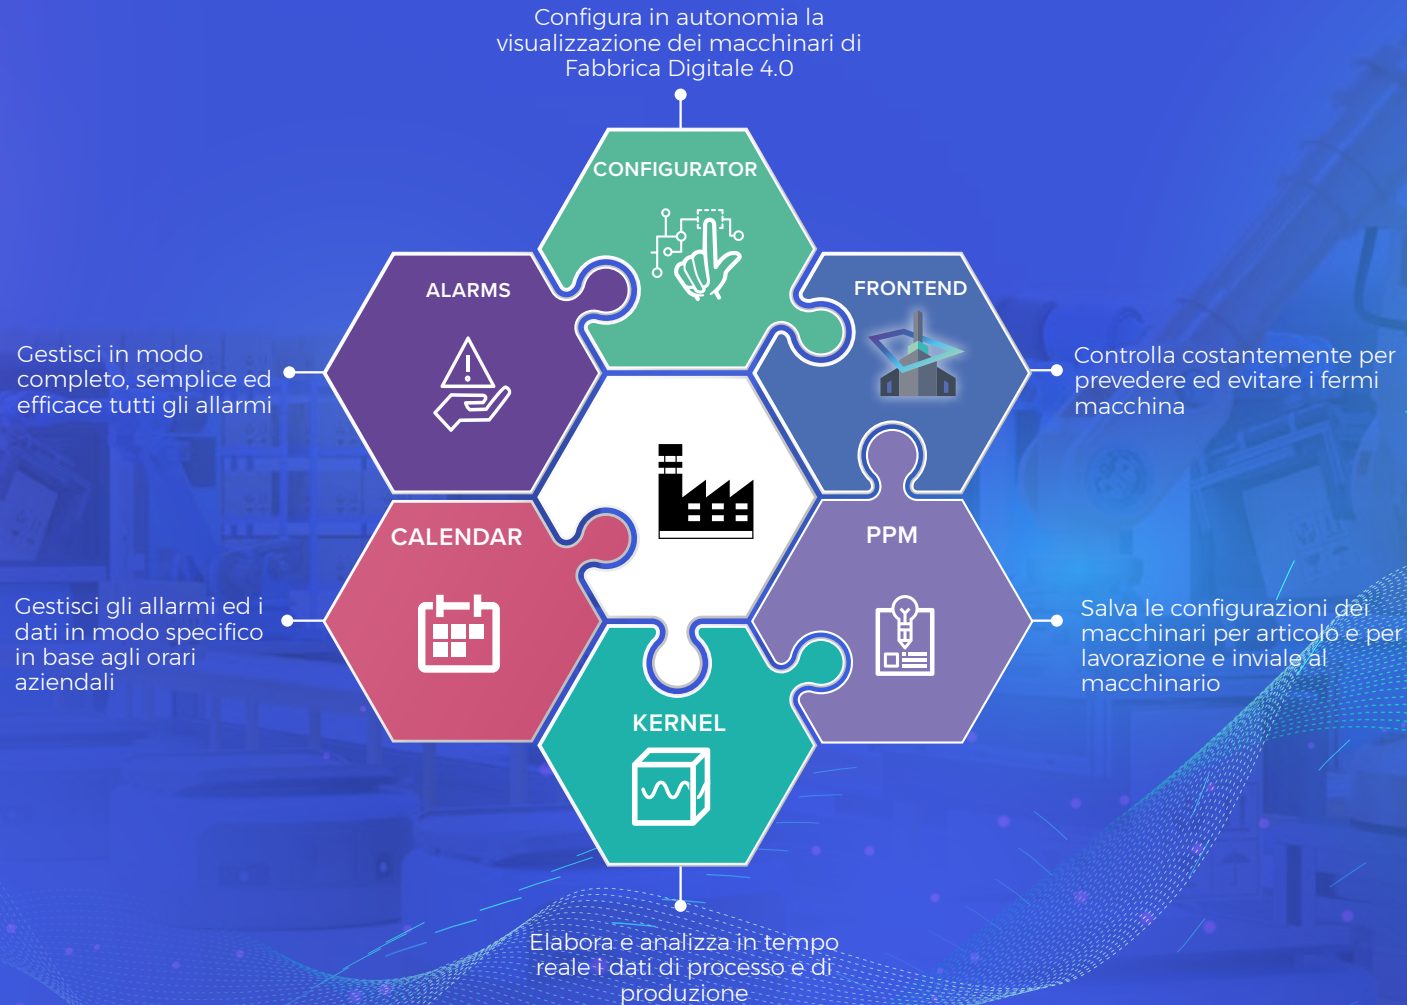 Configura in autonomia la
visualizzazione dei macchinari di
Fabbrica Digitale 4.0
CONFIGURATOR
ALARMS
FRONTEND
Gestisci in modo
completo, semplice ed
efficace tutti gli allarmi
Controlla costantemente per
prevedere ed evitare i fermi
macchina
CALENDAR
PPM
Gestisci gli allarmi ed i
dati in modo specifico
in base agli orari
aziendali
Salva le configurazioni dei
macchinari per articolo e per
lavorazione e inviale al
macchinario
KERNEL
Elabora e analizza in tempo
reale i dati di processo e di
produzione